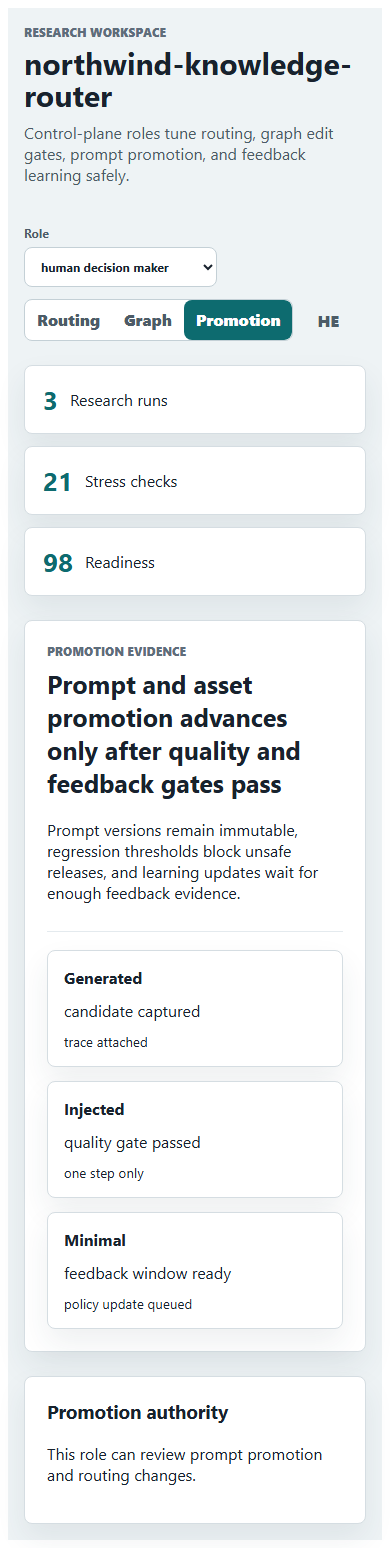 RESEARCH WORKSPACE
northwind-knowledge-
router
Control-plane roles tune routing, graph edit
gates, prompt promotion, and feedback
learning safely.
Role
human decision maker
Routing Graph Promotion HE
3 Research runs
21 Stress checks
98 Readiness
PROMOTION EVIDENCE
Prompt and asset
promotion advances
only after quality and
feedback gates pass
Prompt versions remain immutable,
regression thresholds block unsafe
releases, and learning updates wait for
enough feedback evidence.
Generated
candidate captured
trace attached
Injected
quality gate passed
one step only
Minimal
feedback window ready
policy update queued
Promotion authority
This role can review prompt promotion
and routing changes.